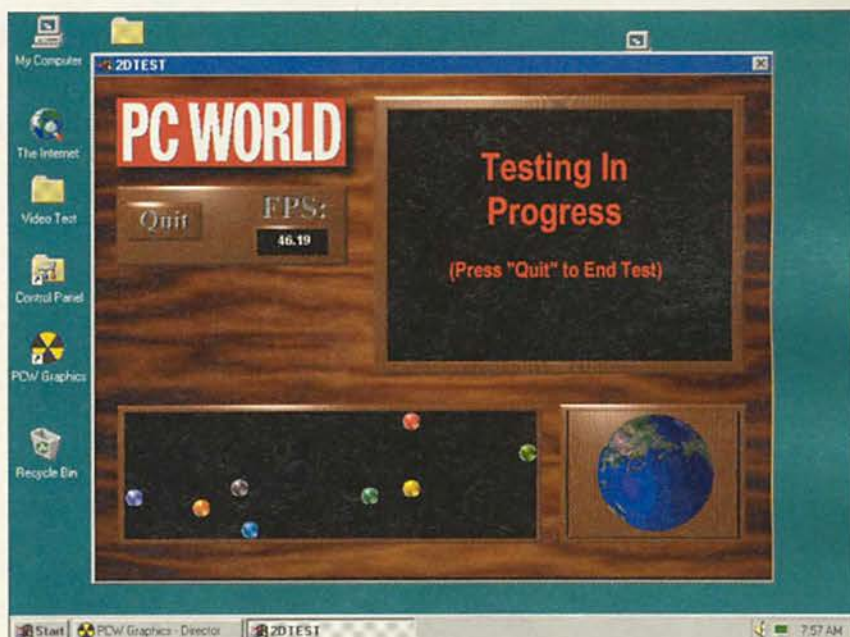 My Computer
2DTEST
The Internet
PC WORLD
Testing In
Progress
(Press "Quit" to End Test)
Quit
FPS:
46.19
Video Test
Control Panel
PCW Graphics
Recycle Bin
Start
PCW Graphics - Director
2DTEST
7:57 AM